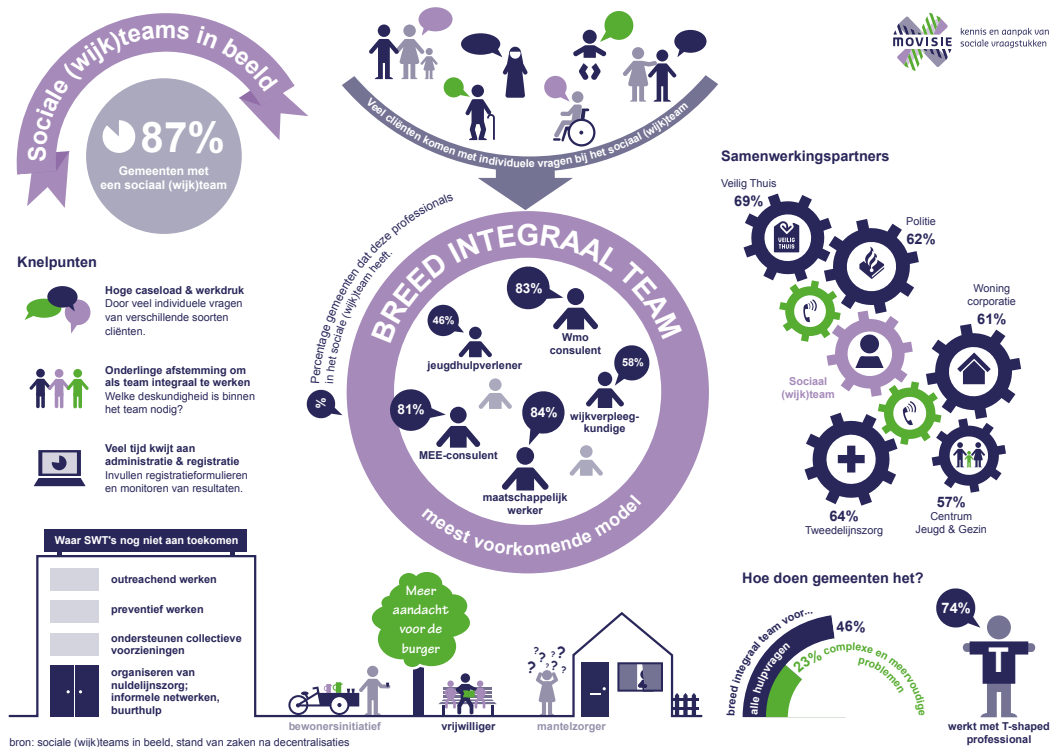 Sociale (wijk)teams in beeld
87%
Gemeenten met
een sociaal (wijk)team
Veel cliënten komen met individuele vragen bij het sociaal (wijk)team
MOVISIE
kennis en aanpak van
sociale vraagstukken
Knelpunten
Hoge caseload & werkdruk
Door veel individuele vragen
van verschillende soorten
cliënten.
Onderlinge afstemming om
als team integraal te werken
Welke deskundigheid is binnen
het team nodig?
Veel tijd kwijt aan
administratie & registratie
Invullen registratieformulieren
en monitoren van resultaten.
%
Percentage gemeenten dat deze professionals
in het sociale (wijk)team heeft.
BREED INTEGRAAL TEAM
83%
Wmo
consulent
46%
jeugdhulpverlener
58%
wijkverpleeg-
kundige
81%
MEE-consulent
84%
maatschappelijk
werker
meest voorkomende model
Samenwerkingspartners
Veilig Thuis
69%
VEILIG
THUIS
Politie
62%
Woning
corporatie
61%
Sociaal
(wijk)team
64%
Tweedelijnszorg
57%
Centrum
Jeugd & Gezin
Waar SWT's nog niet aan toekomen
outreachend werken
preventief werken
ondersteunen collectieve
voorzieningen
organiseren van
nuldelijnszorg;
informele netwerken,
buurthulp
Meer
aandacht
voor de
burger
? ? ? ? ? ?
bewonersinitiatief
vrijwilliger
mantelzorger
Hoe doen gemeenten het?
breed integraal team voor...
alle hulpvragen
46%
23% complexe en meervoudige
problemen
74%
T
werkt met T-shaped
professional
bron: sociale (wijk)teams in beeld, stand van zaken na decentralisaties